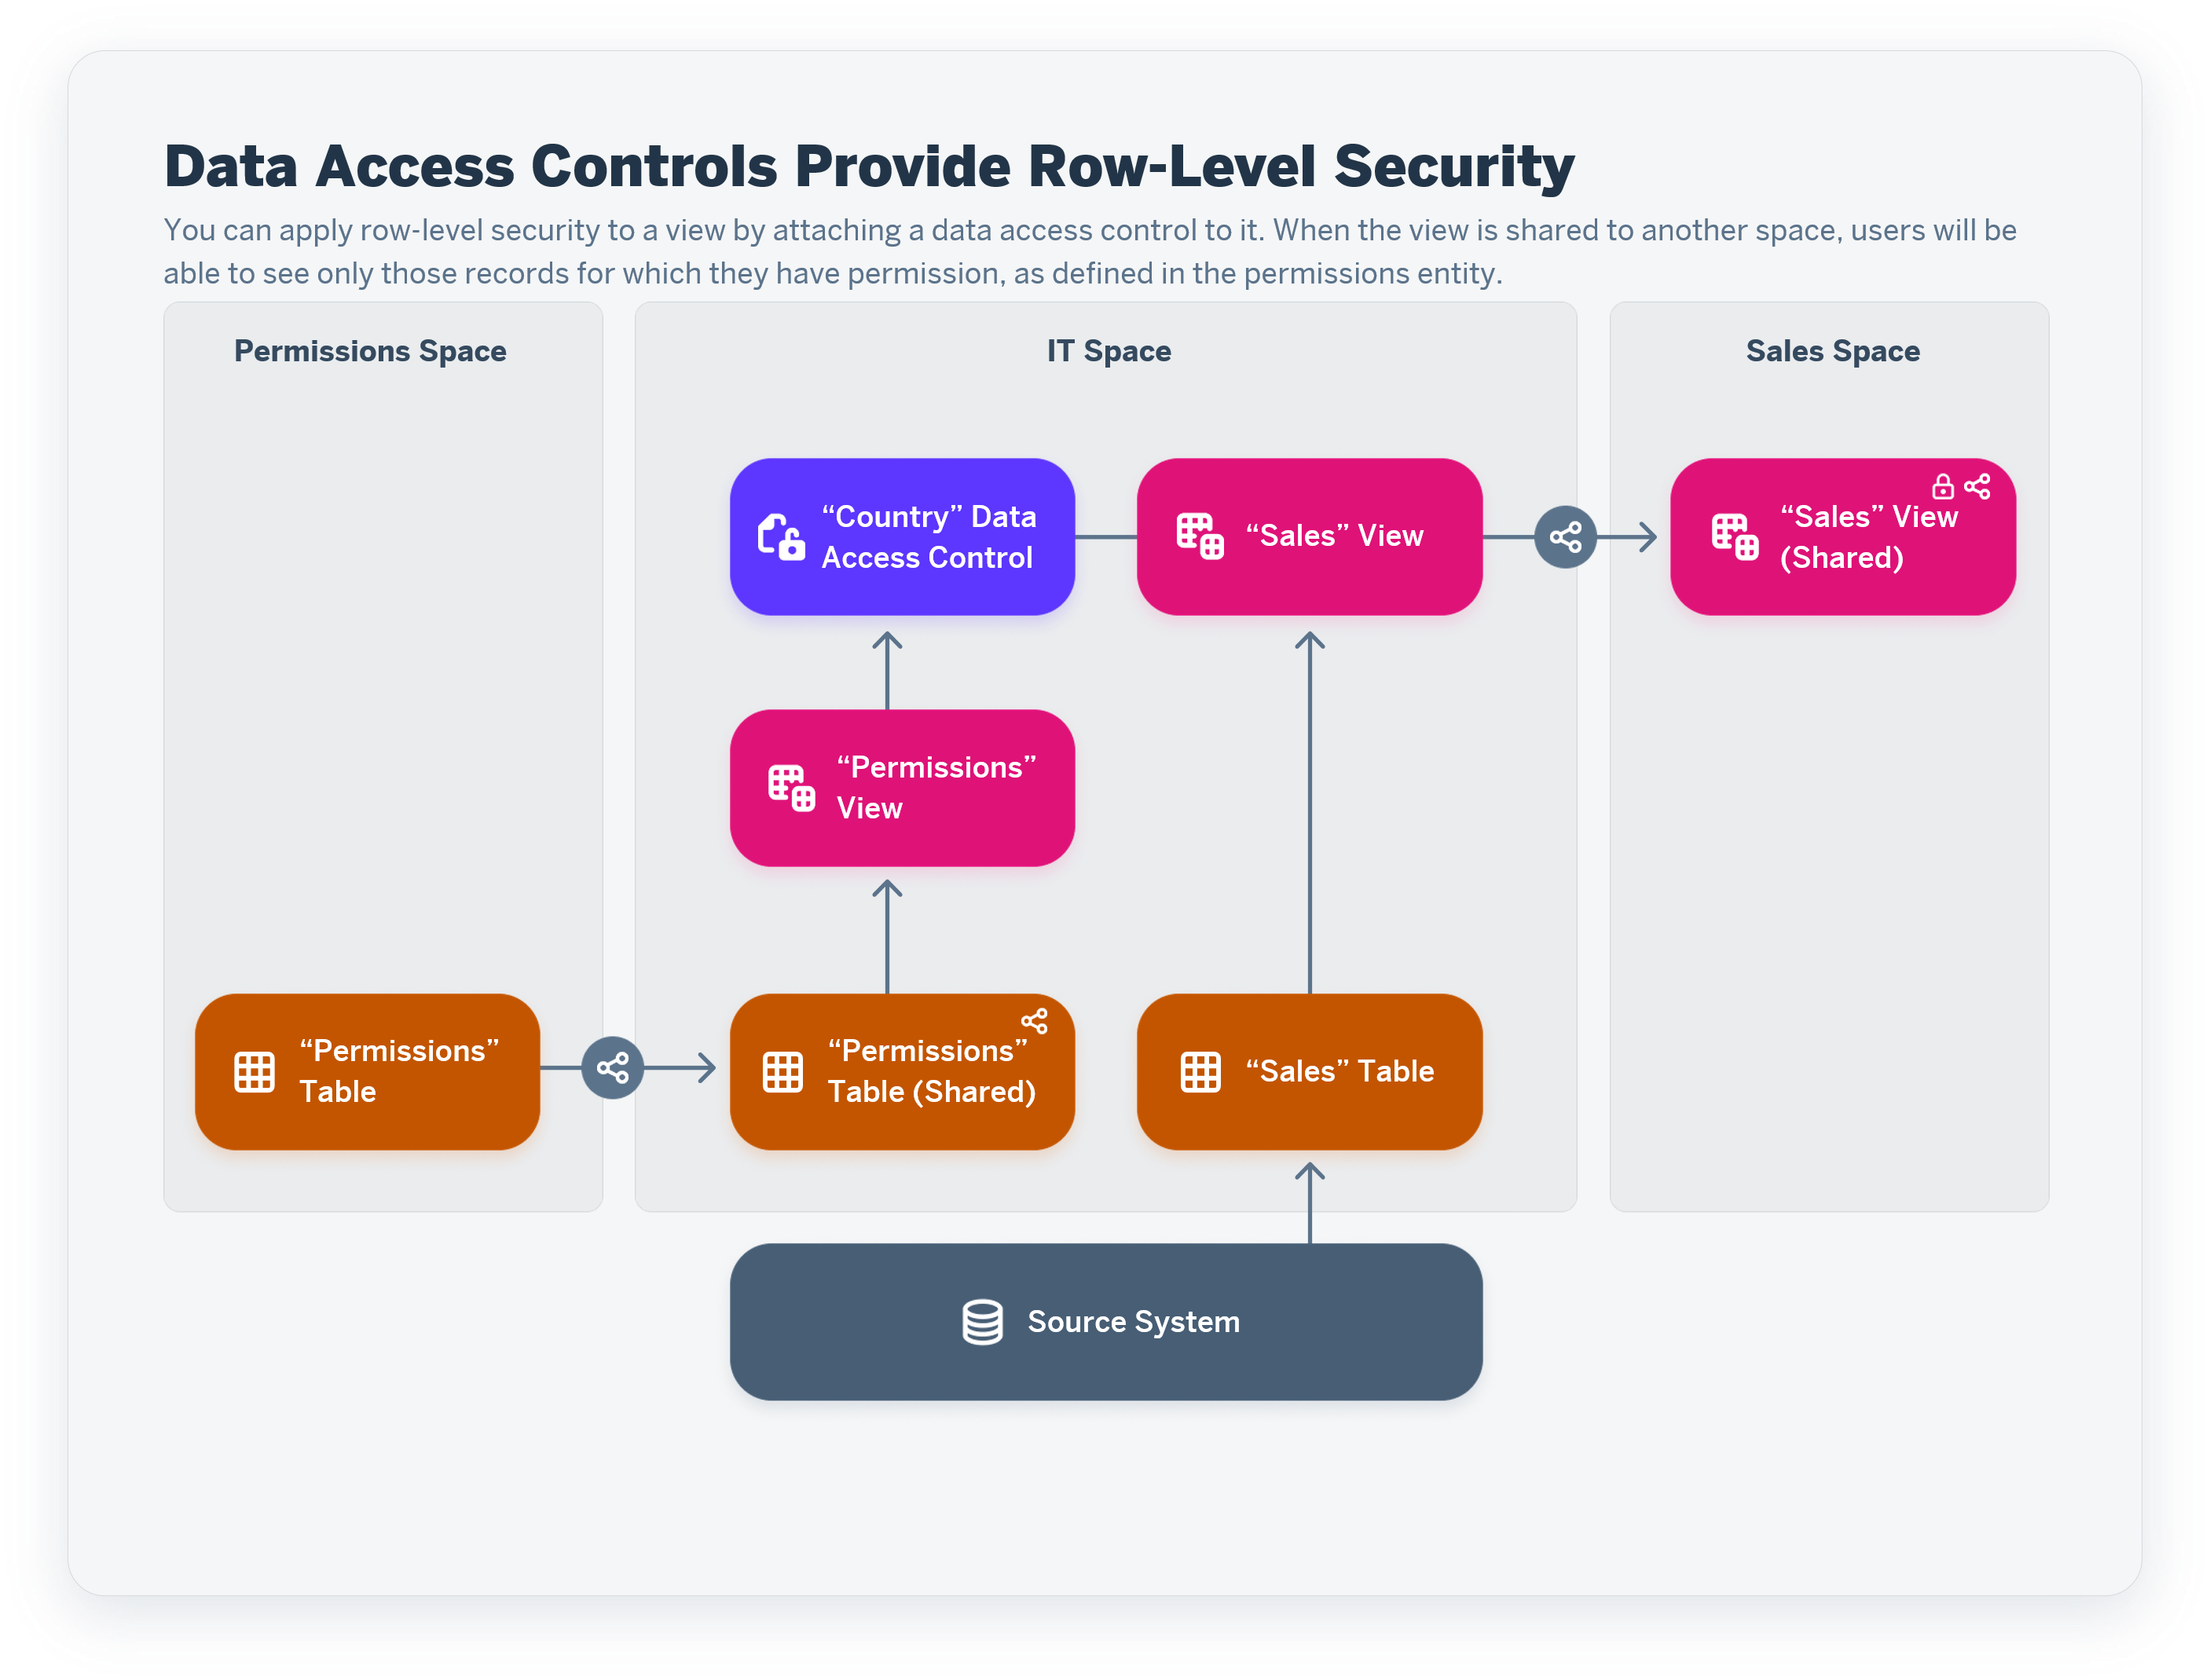 Data Access Controls Provide Row-Level Security
You can apply row-level security to a view by attaching a data access control to it. When the view is shared to another space, users will be
able to see only those records for which they have permission, as defined in the permissions entity.
Permissions Space
IT Space
Sales Space
“Country” Data
Access Control
“Sales” View
“Sales” View
(Shared)
“Permissions”
View
“Permissions”
Table
“Permissions”
Table (Shared)
“Sales” Table
Source System